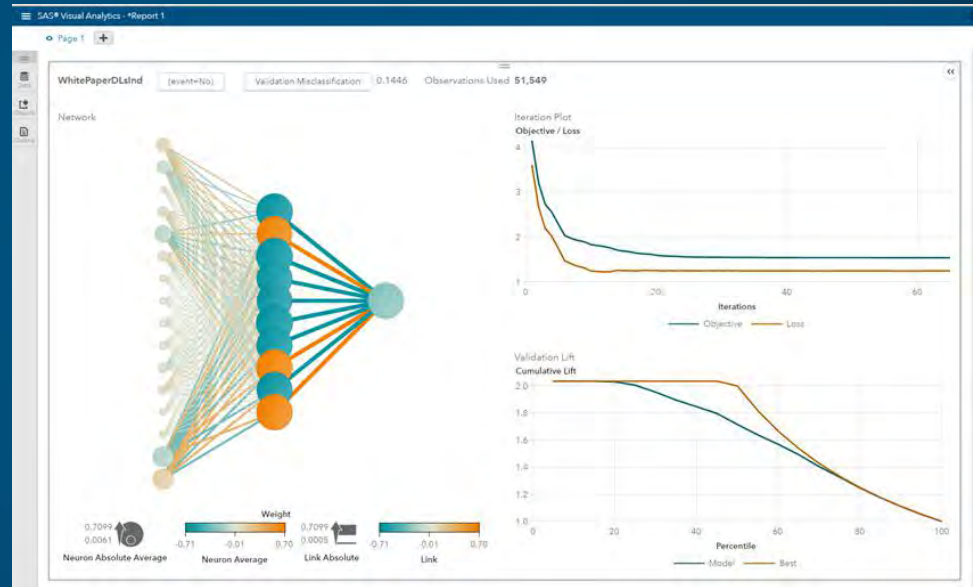 SAS® Visual Analytics - *Report 1
Page 1
WhitePaperDLsInd (event=No) Validation Misclassification 0.1446 Observations Used 51,549
Data
Objects
Outline
Network
Iteration Plot
Objective / Loss
4
3
2
1
0 20 40 60
Iterations
Objective Loss
Validation Lift
Cumulative Lift
2.0
1.8
1.6
1.4
1.2
1.0
0 20 40 60 80 100
Percentile
Model Best
Weight
0.7099
0.0061
Neuron Absolute Average
-0.71 -0.01 0.70
Neuron Average
0.7099
0.0005
Link Absolute
-0.71 -0.01 0.70
Link